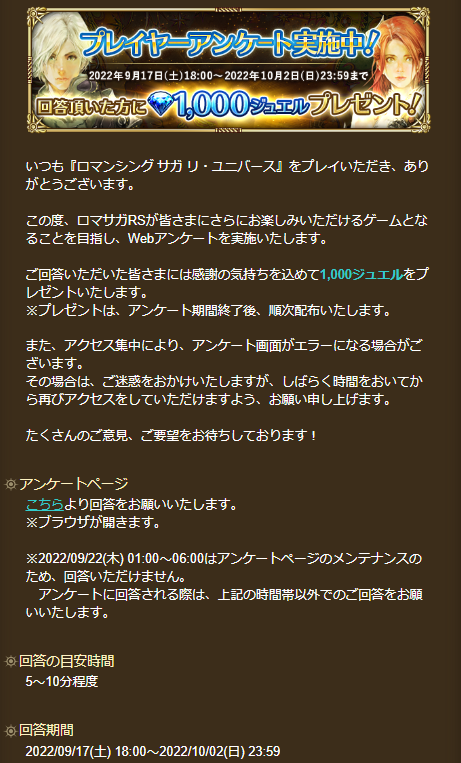 プレイヤーアンケート実施中!
2022年9月17日(土)18:00～2022年10月2日(日)23:59まで
回答頂いた方に1,000ジュエルプレゼント!
いつも『ロマンシング サガ リ・ユニバース』をプレイいただき、あり
がとうございます。
この度、ロマサガRSが皆さまにさらにお楽しみいただけるゲームとな
ることを目指し、Webアンケートを実施いたします。
ご回答いただいた皆さまには感謝の気持ちを込めて1,000ジュエルをプ
レゼントいたします。
※プレゼントは、アンケート期間終了後、順次配布いたします。
また、アクセス集中により、アンケート画面がエラーになる場合がご
ざいます。
その場合は、ご迷惑をおかけいたしますが、しばらく時間をおいてか
ら再びアクセスをしていただけますよう、お願い申し上げます。
たくさんのご意見、ご要望をお待ちしております！
アンケートページ
こちらより回答をお願いいたします。
※ブラウザが開きます。
※2022/09/22(木) 01:00～06:00はアンケートページのメンテナンスの
ため、回答いただけません。
アンケートに回答される際は、上記の時間帯以外でのご回答をお願
いいたします。
回答の目安時間
5～10分程度
回答期間
2022/09/17(土) 18:00～2022/10/02(日) 23:59